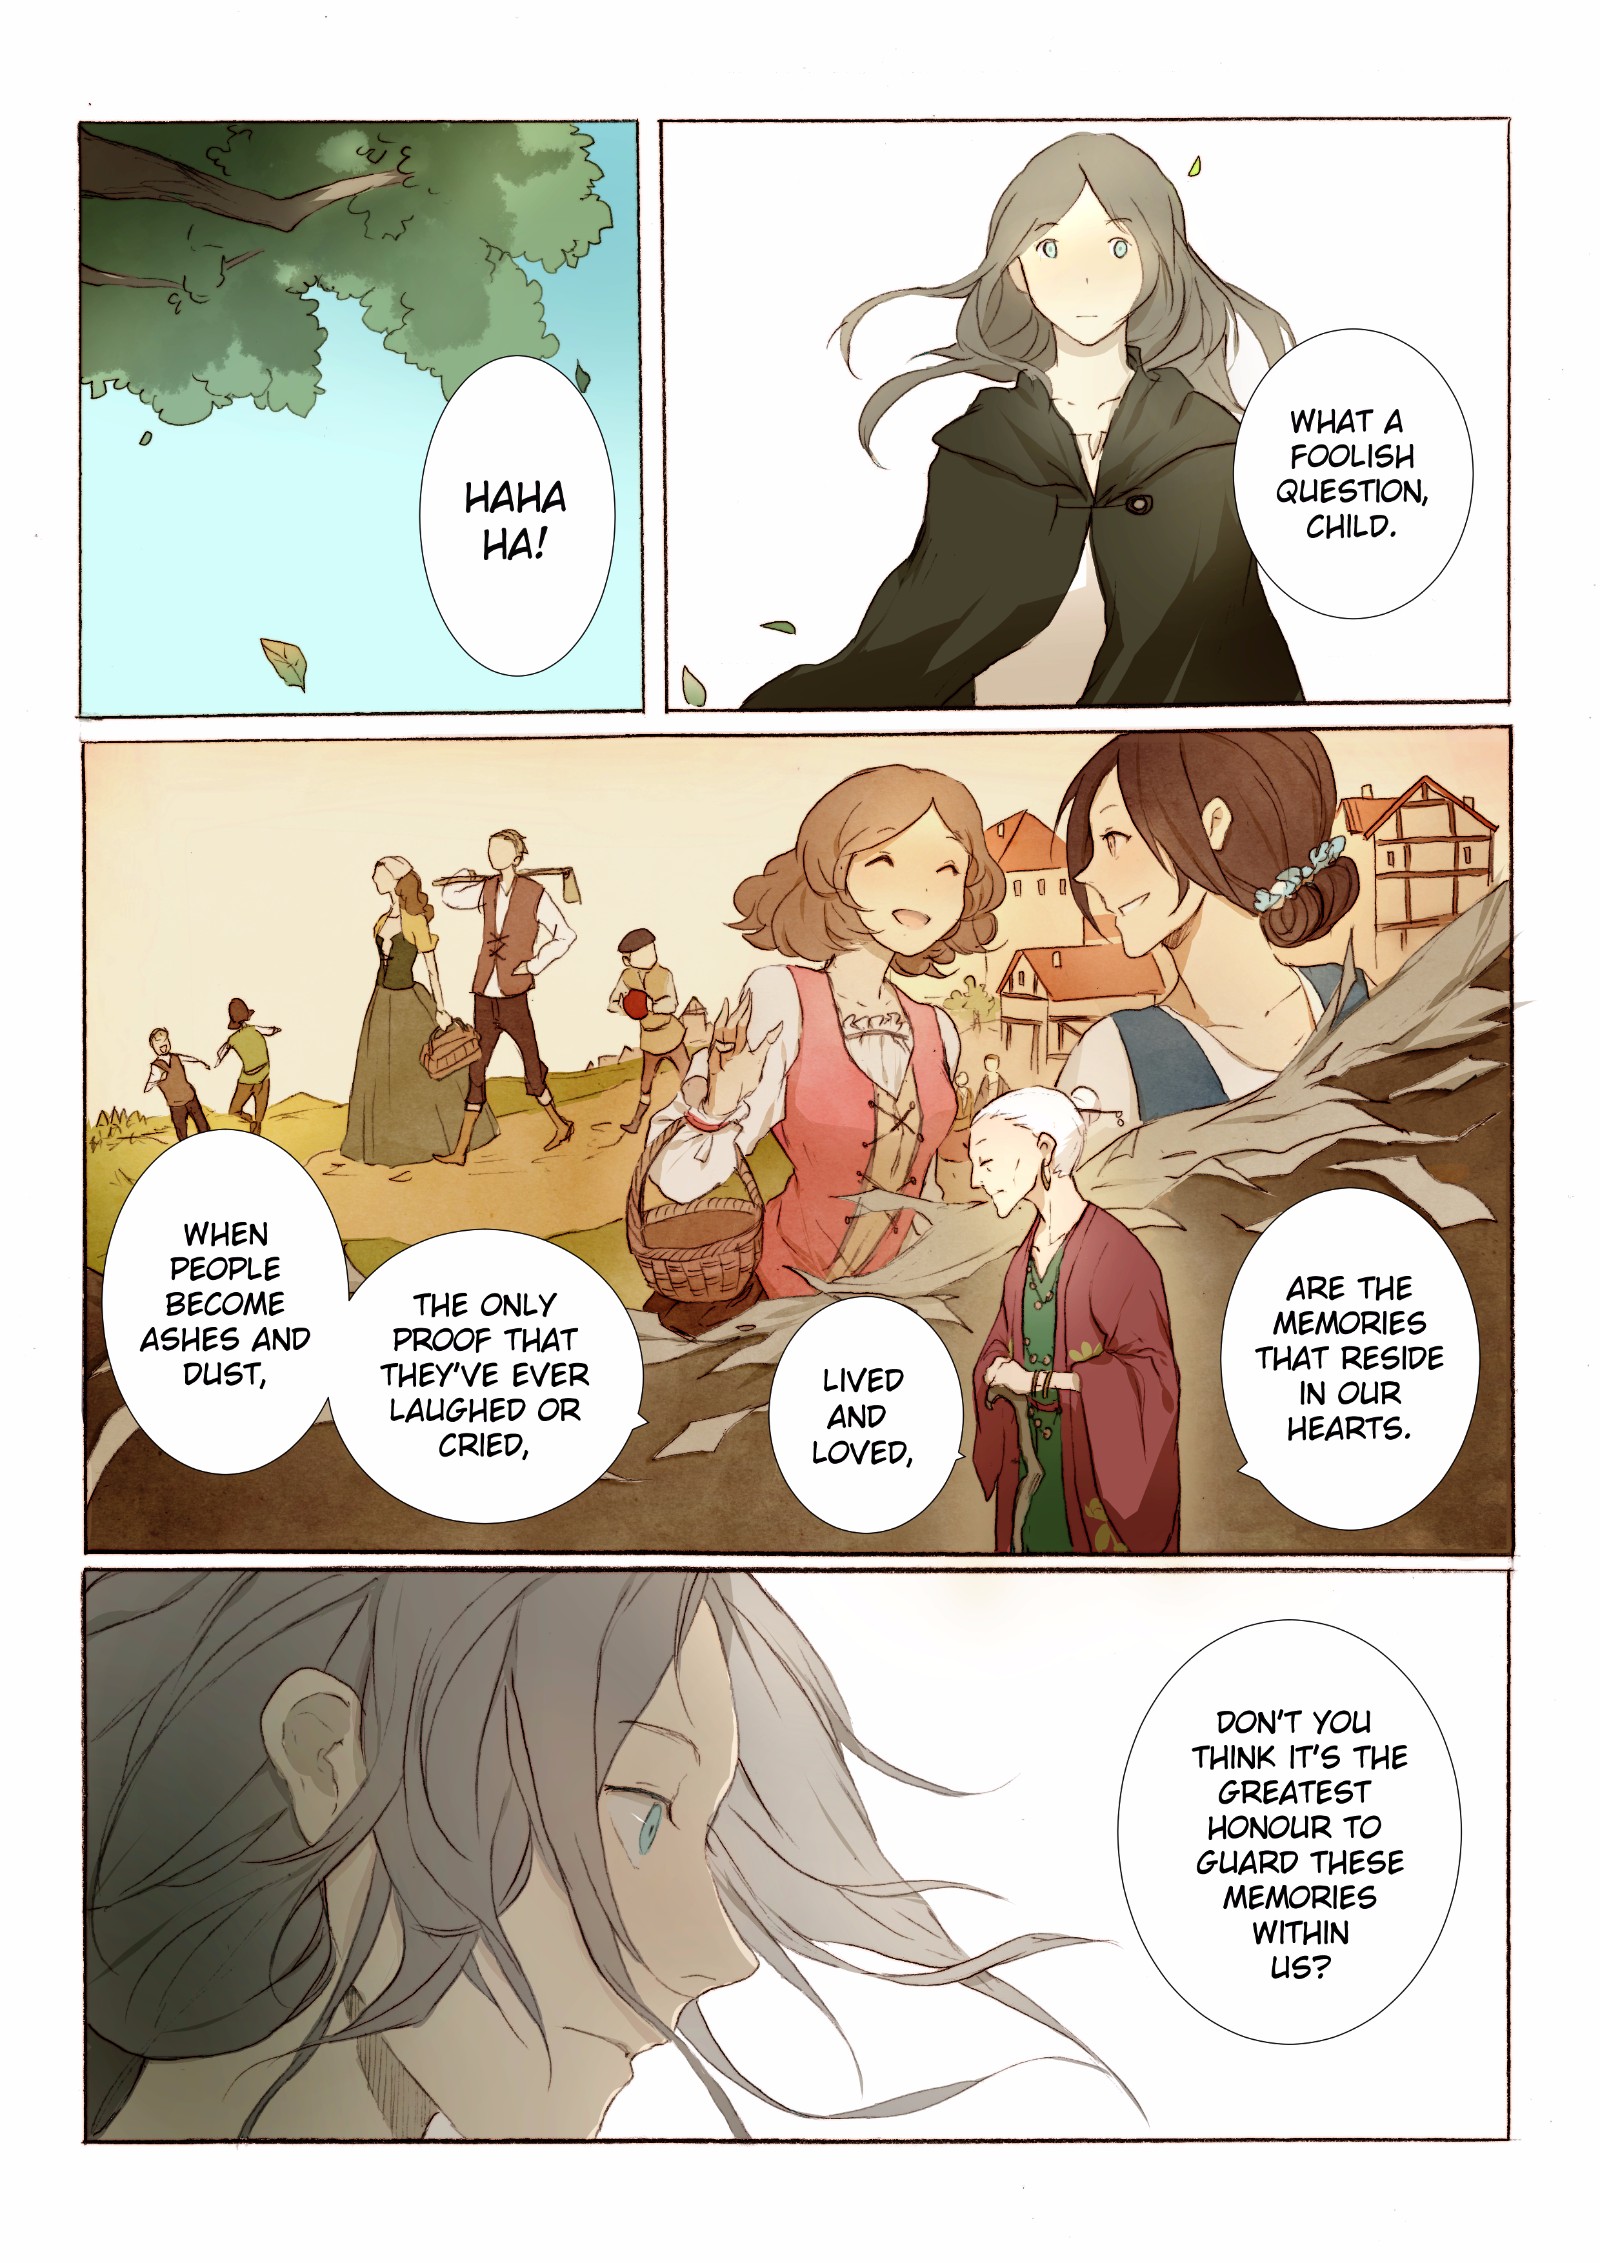 HAHA
HA!
WHAT A
FOOLISH
QUESTION,
CHILD.
WHEN
PEOPLE
BECOME
ASHES AND
DUST,
THE ONLY
PROOF THAT
THEY'VE EVER
LAUGHED OR
CRIED,
LIVED
AND
LOVED,
ARE THE
MEMORIES
THAT RESIDE
IN OUR
HEARTS.
DON'T YOU
THINK IT'S THE
GREATEST
HONOUR TO
GUARD THESE
MEMORIES
WITHIN
US?